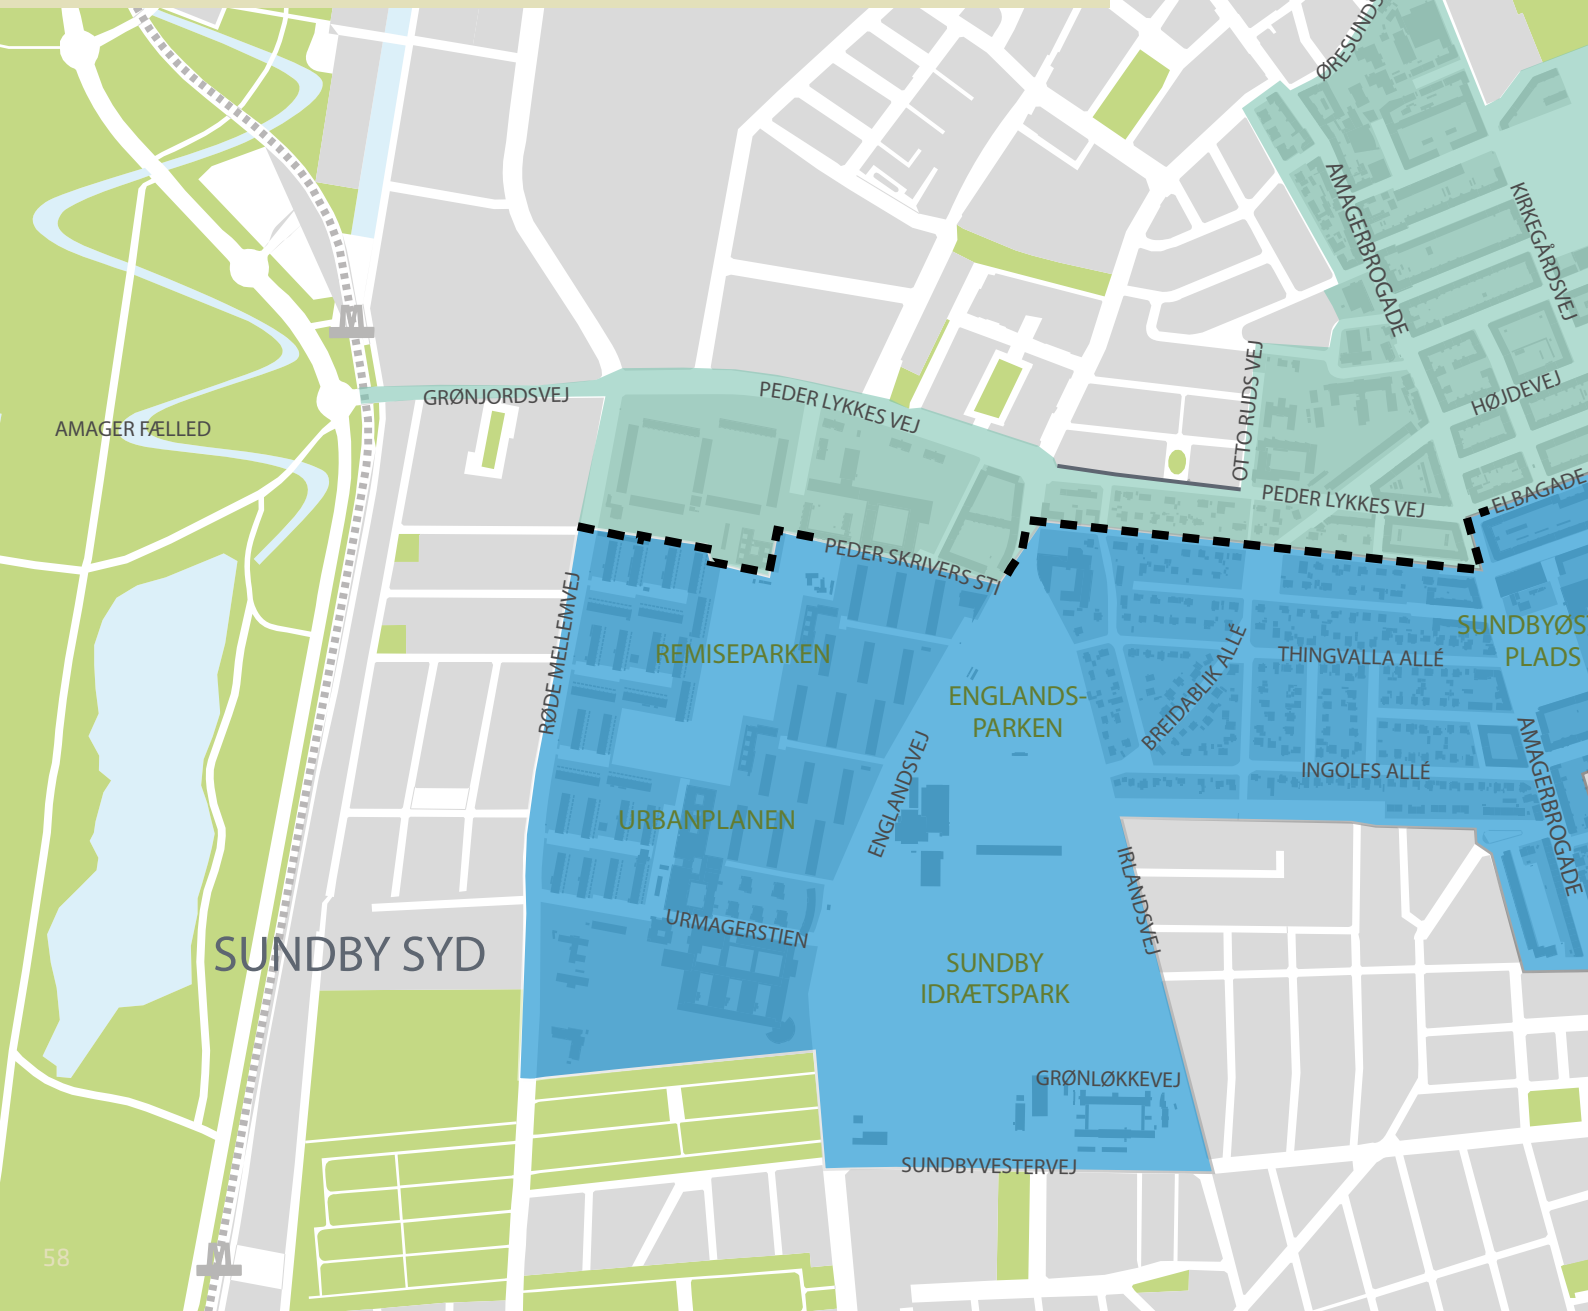 ØRESUNDS
AMAGERBROGADE
KIRKEGÅRDSVEJ
GRØNJORDSVEJ
PEDER LYKKES VEJ
OTTO RUDS VEJ
HØJDEVEJ
AMAGER FÆLLED
PEDER LYKKES VEJ
ELBAGADE
PEDER SKRIVERS STI
RØDE MELLEMVEJ
REMISEPARKEN
BREIDABLIK ALLÉ
THINGVALLA ALLÉ
SUNDBYØS
PLADS
ENGLANDS-
PARKEN
ENGLANDSVEJ
INGOLFS ALLÉ
AMAGERBROGADE
URBANPLANEN
IRLANDSVEJ
URMAGERSTIEN
SUNDBY SYD
SUNDBY
IDRÆTSPARK
GRØNLØKKEVEJ
SUNDBYVESTERVEJ
M
M
58